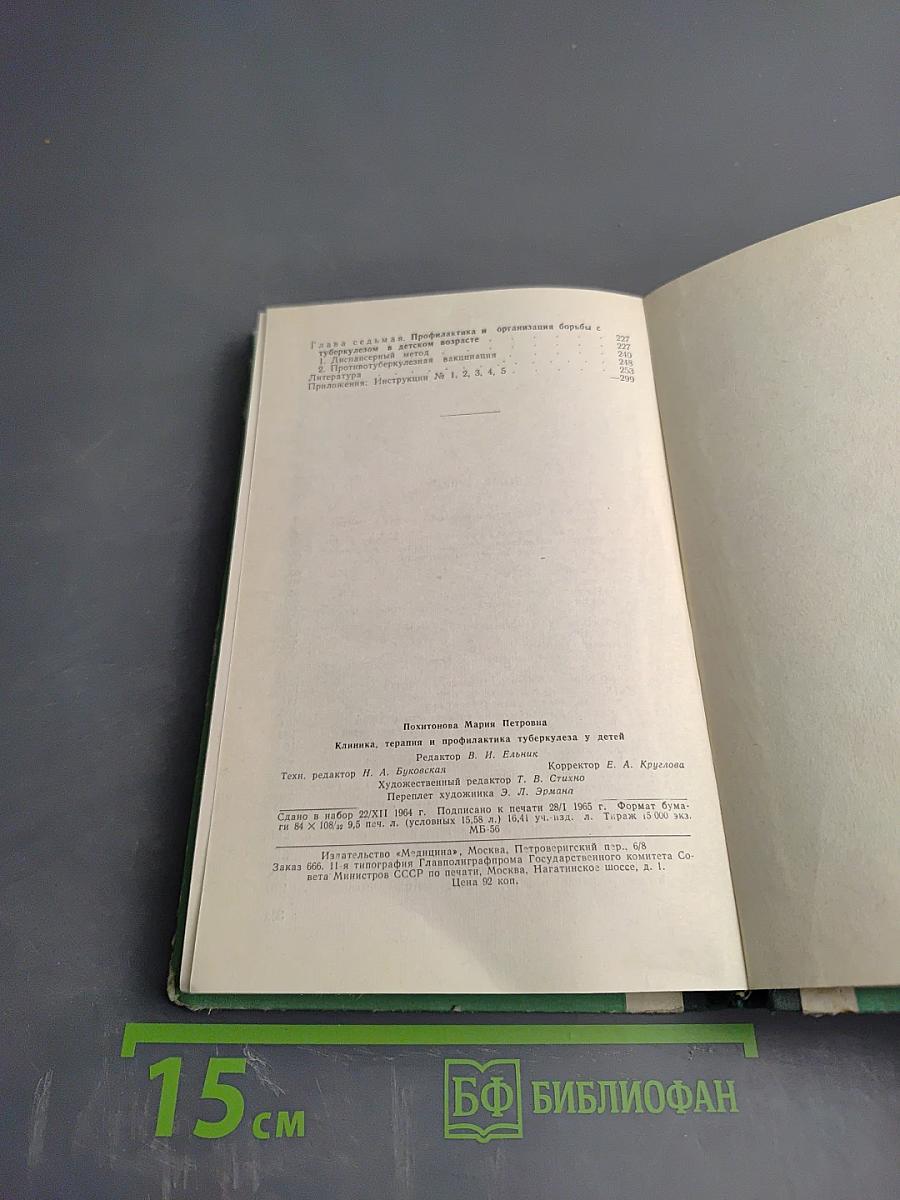 Глава седьмая. Профилактика и организация борьбы с
туберкулезом в детском возрасте . . . . . . 227
1. Диспансерный метод . . . . . . . 227
2. Противотуберкулезная вакцинация . . . . . 240
Литература . . . . . . . . . 248
Приложения: Инструкции № 1, 2, 3, 4, 5 . . . . . 253
—299
Похитонова Мария Петровна
Клиника, терапия и профилактика туберкулеза у детей
Редактор В. И. Ельник
Техн. редактор Н. А. Буковская Корректор Е. А. Круглова
Художественный редактор Т. В. Стихно
Переплет художника Э. Л. Эрмана
Сдано в набор 22/XII 1964 г. Подписано к печати 28/I 1965 г. Формат бума-
ги 84 × 108/32 9,5 печ. л. (условных 15,58 л.) 16,41 уч.-изд. л. Тираж 15 000 экз.
МБ-56
Издательство «Медицина», Москва, Петроверигский пер., 6/8
Заказ 666. 11-я типография Главполиграфпрома Государственного комитета Со-
вета Министров СССР по печати, Москва, Нагатинское шоссе, д. 1.
Цена 92 коп.
15 см
БФ БИБЛИОФАН